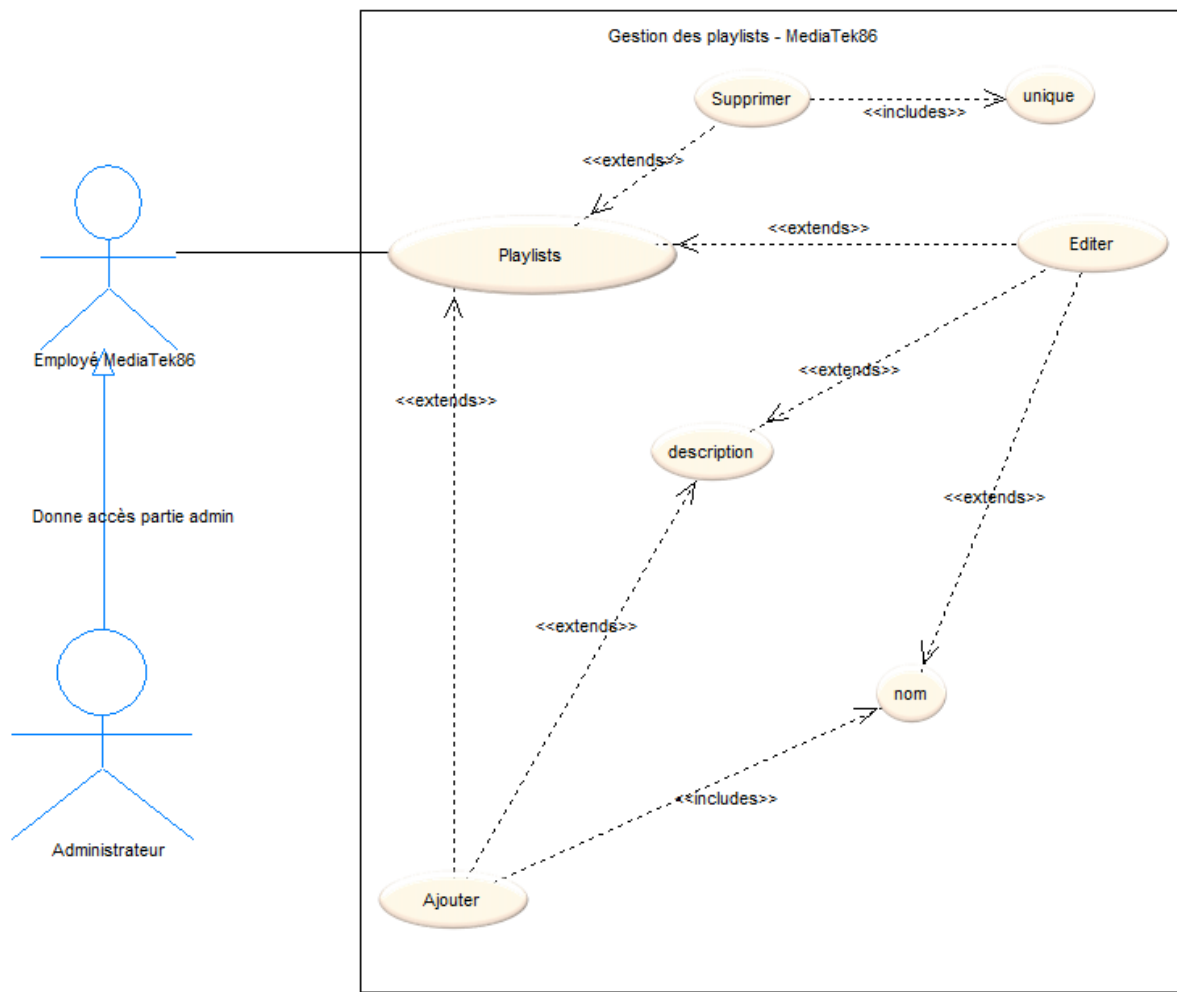 Gestion des playlists - MediaTek86
Supprimer
unique
<<includes>>
<<extends>>
<<extends>>
Playlists
Editer
Employé MediaTek86
<<extends>>
<<extends>>
description
<<extends>>
Donne accès partie admin
<<extends>>
nom
<<includes>>
Administrateur
Ajouter